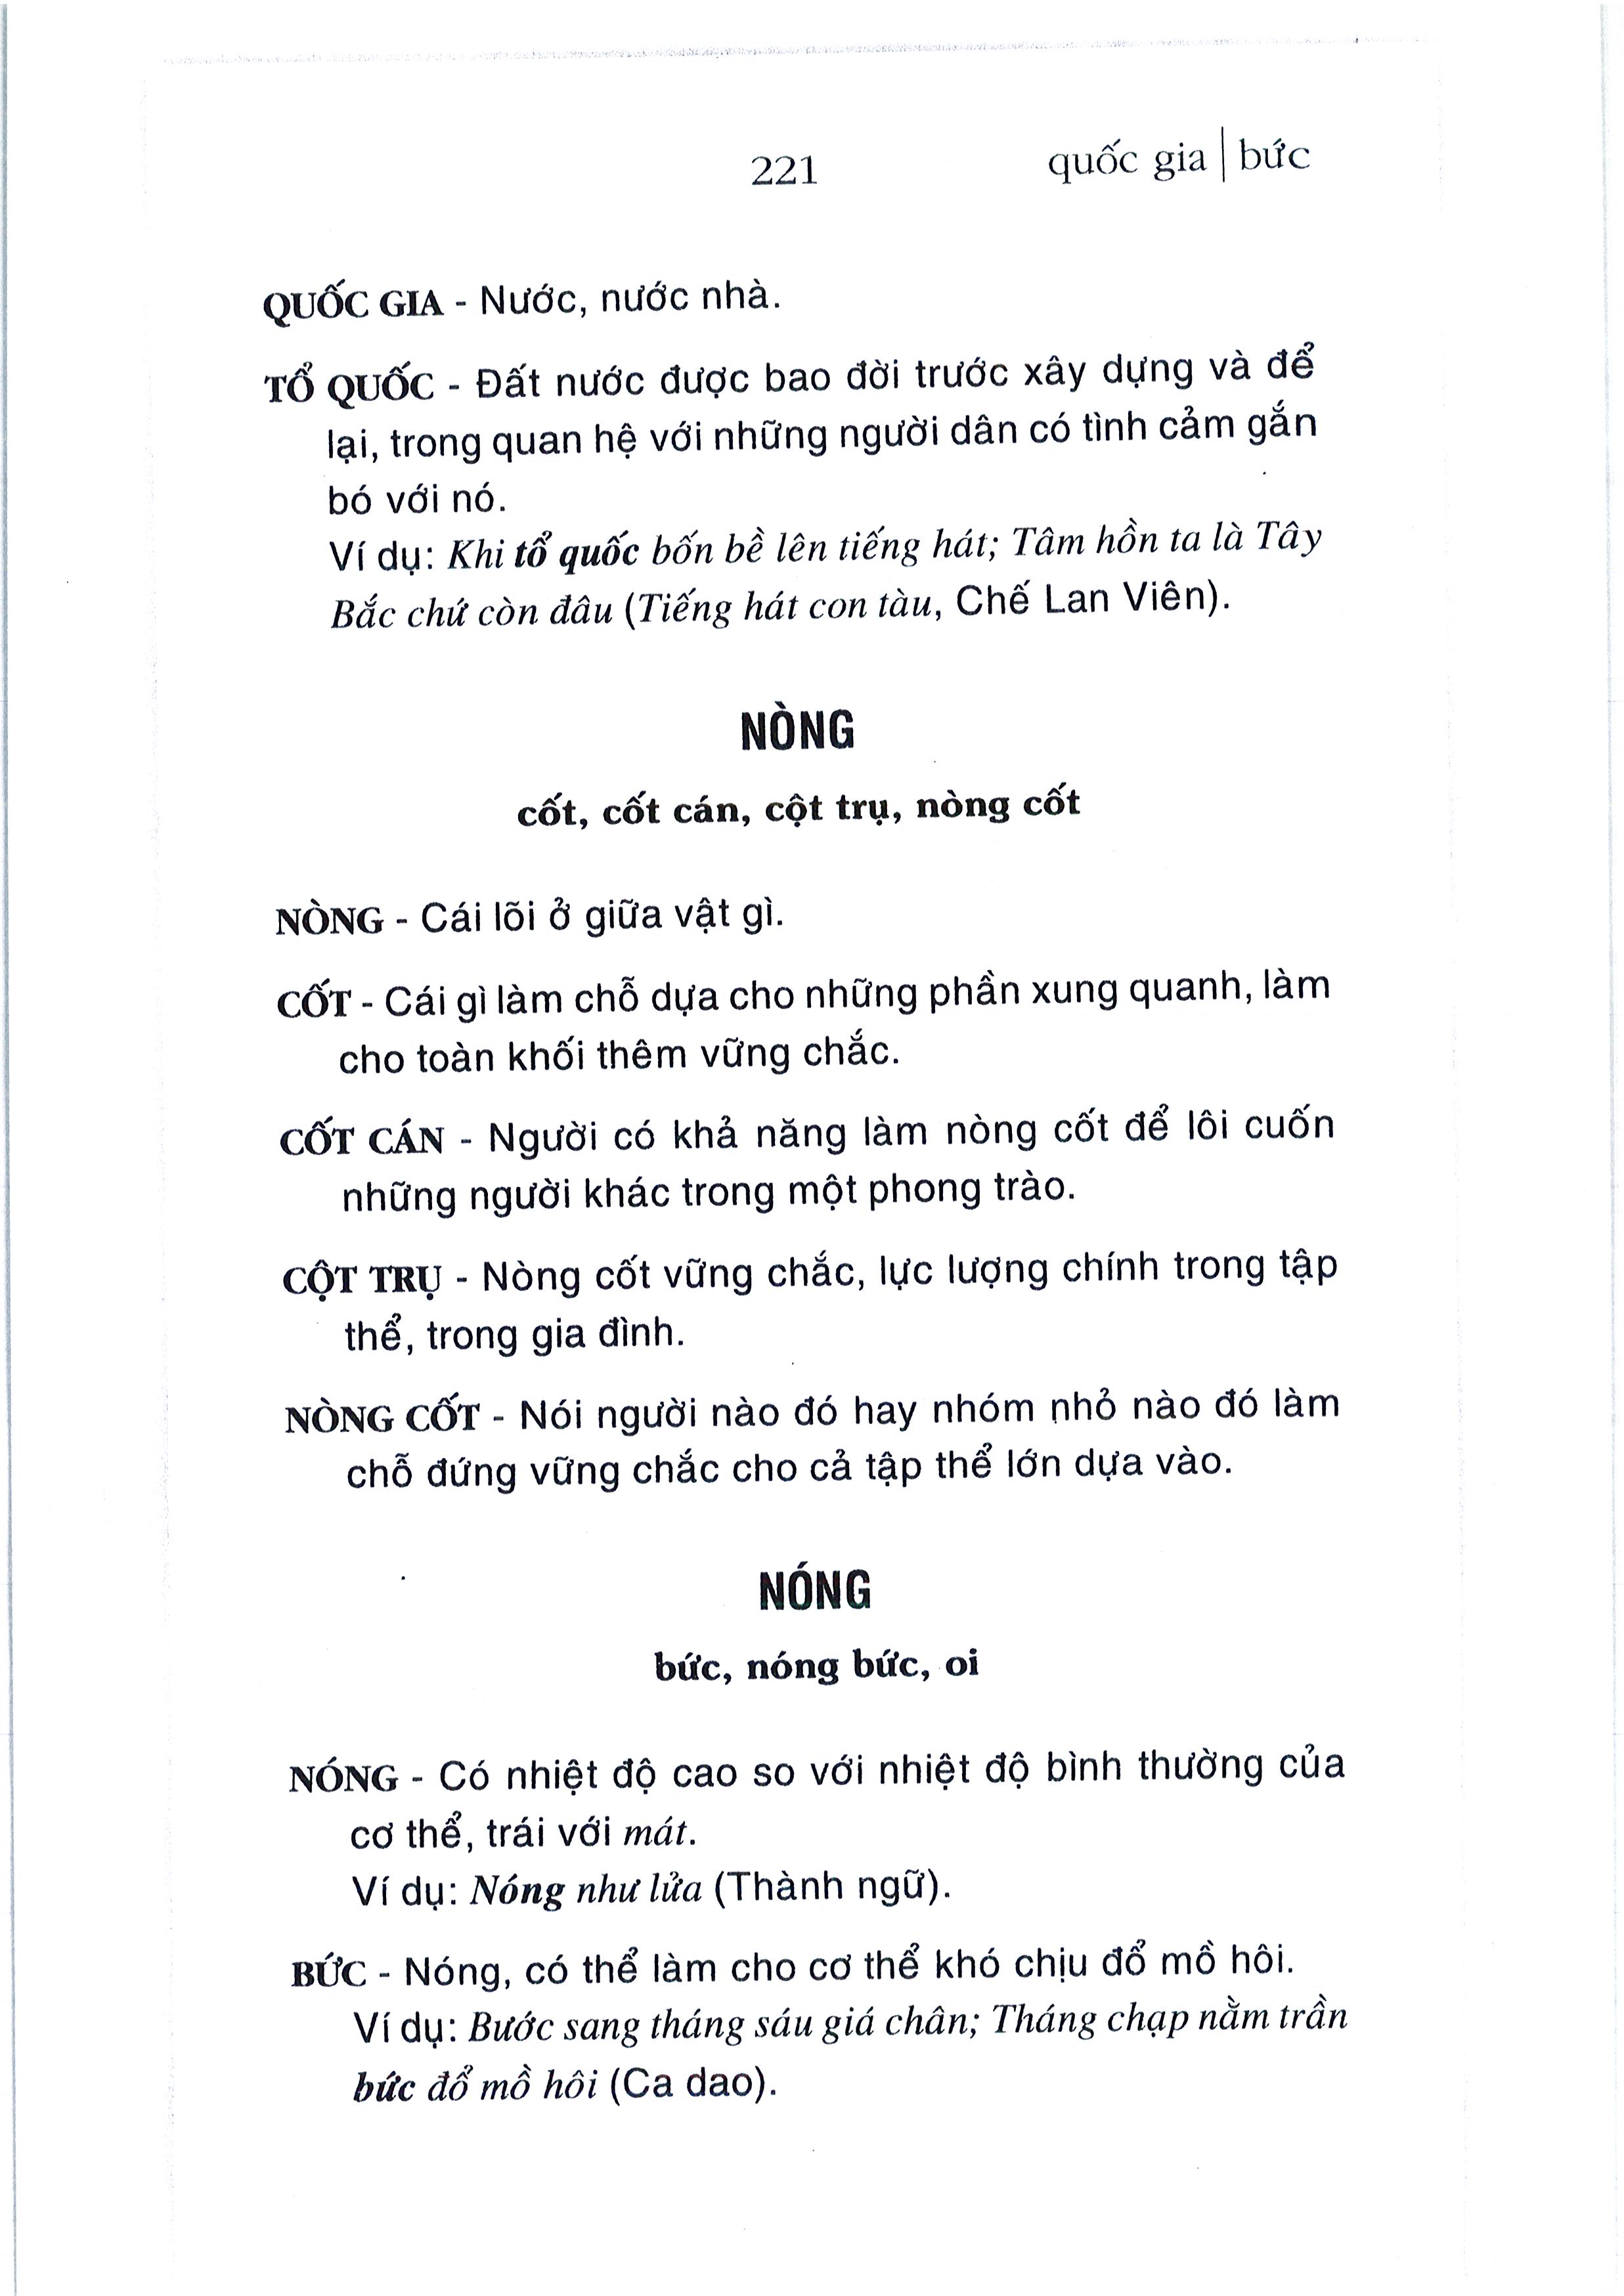 221
quốc gia | bức
QUỐC GIA - Nước, nước nhà.
TỔ QUỐC - Đất nước được bao đời trước xây dựng và để
lại, trong quan hệ với những người dân có tình cảm gắn
bó với nó.
Ví dụ: Khi tổ quốc bốn bề lên tiếng hát; Tâm hồn ta là Tây
Bắc chứ còn đâu (Tiếng hát con tàu, Chế Lan Viên).
NÒNG
cốt, cốt cán, cột trụ, nòng cốt
NÒNG - Cái lõi ở giữa vật gì.
CỐT - Cái gì làm chỗ dựa cho những phần xung quanh, làm
cho toàn khối thêm vững chắc.
CỐT CÁN - Người có khả năng làm nòng cốt để lôi cuốn
những người khác trong một phong trào.
CỘT TRỤ - Nòng cốt vững chắc, lực lượng chính trong tập
thể, trong gia đình.
NÒNG CỐT - Nói người nào đó hay nhóm nhỏ nào đó làm
chỗ đứng vững chắc cho cả tập thể lớn dựa vào.
NÓNG
bức, nóng bức, oi
NÓNG - Có nhiệt độ cao so với nhiệt độ bình thường của
cơ thể, trái với mát.
Ví dụ: Nóng như lửa (Thành ngữ).
BỨC - Nóng, có thể làm cho cơ thể khó chịu đổ mồ hôi.
Ví dụ: Bước sang tháng sáu giá chân; Tháng chạp nằm trần
bức đổ mồ hôi (Ca dao).